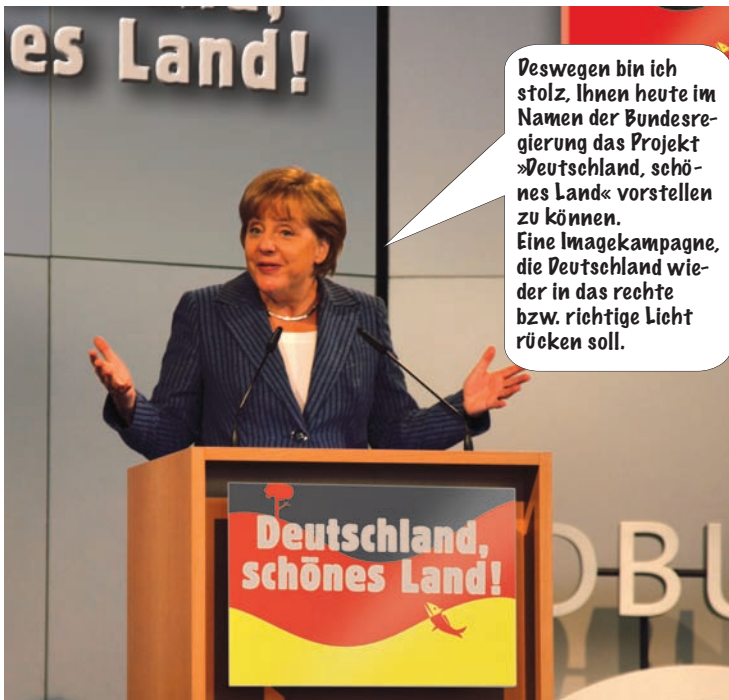 es Land!
Deswegen bin ich
stolz, Ihnen heute im
Namen der Bundesre-
gierung das Projekt
»Deutschland, schö-
nes Land« vorstellen
zu können.
Eine Imagekampagne,
die Deutschland wie-
der in das rechte
bzw. richtige Licht
rücken soll.
Deutschland,
schönes Land!
OBU